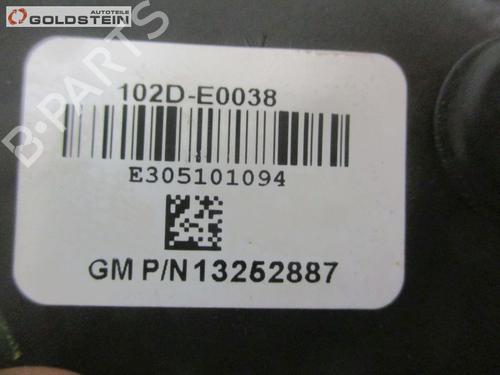 AUTOTEILE
GOLDSTEIN
B-PARTS
102D-E0038
E305101094
GM P/N 13252887